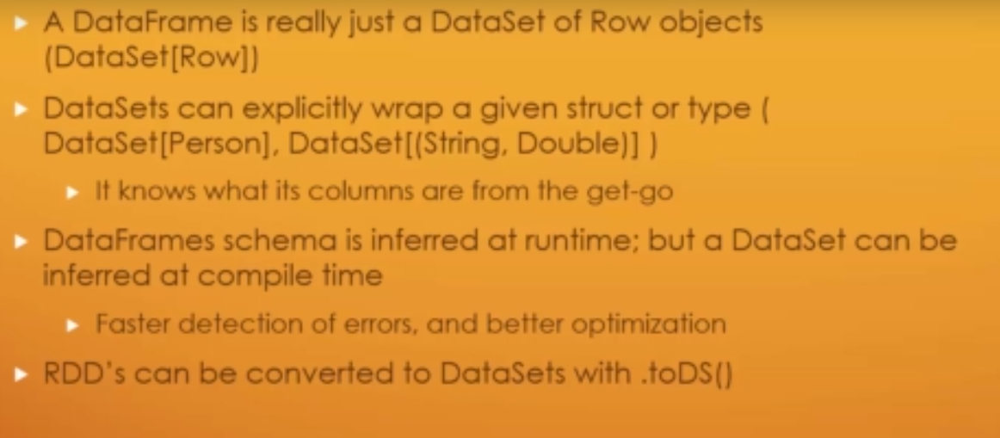 A DataFrame is really just a DataSet of Row objects
(DataSet[Row])
DataSets can explicitly wrap a given struct or type (
DataSet[Person], DataSet[(String, Double)] )
It knows what its columns are from the get-go
DataFrames schema is inferred at runtime; but a DataSet can be
inferred at compile time
Faster detection of errors, and better optimization
RDD's can be converted to DataSets with .toDS()